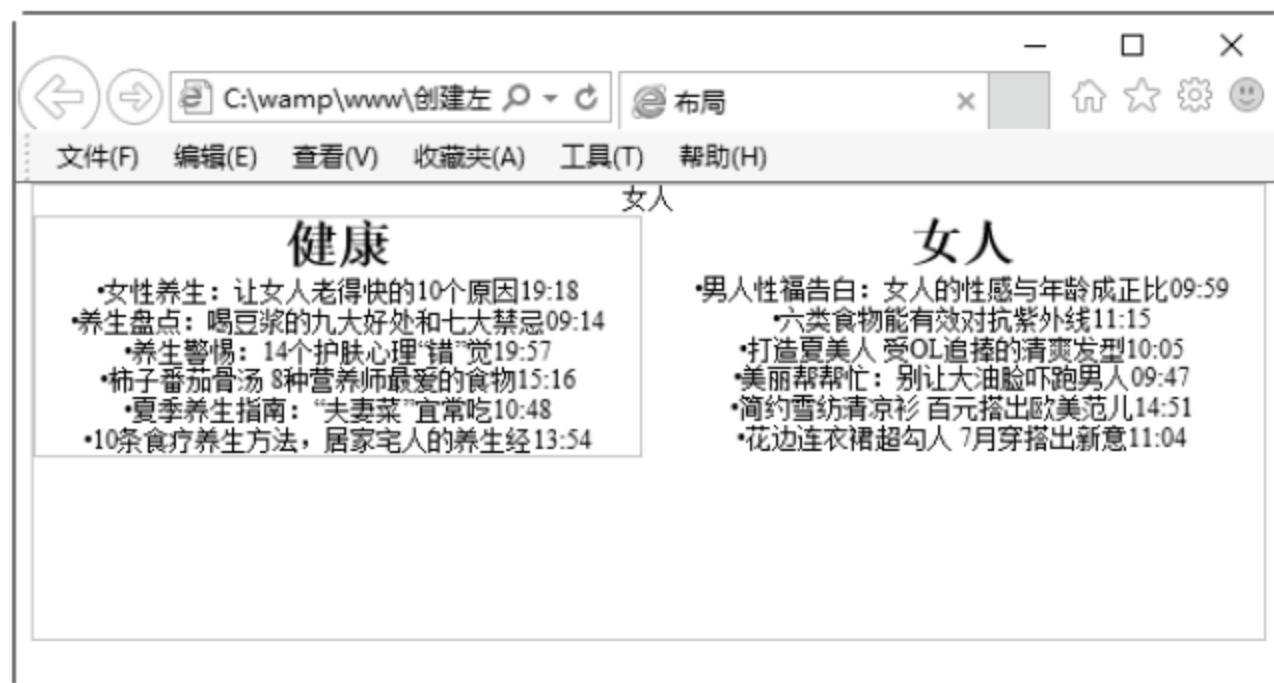 C:\wamp\www\创建左
布局
文件(F) 编辑(E) 查看(V) 收藏夹(A) 工具(T) 帮助(H)
女人
健康
•女性养生：让女人老得快的10个原因19:18
•养生盘点：喝豆浆的九大好处和七大禁忌09:14
•养生警惕：14个护肤心理“错”觉19:57
•柿子番茄骨汤 8种营养师最爱的食物15:16
•夏季养生指南：“夫妻菜”宜常吃10:48
•10条食疗养生方法，居家宅人的养生经13:54
女人
•男人性福告白：女人的性感与年龄成正比09:59
•六类食物能有效对抗紫外线11:15
•打造夏美人 受OL追捧的清爽发型10:05
•美丽帮帮忙：别让大油脸吓跑男人09:47
•简约雪纺清凉衫 百元搭出欧美范儿14:51
•花边连衣裙超勾人 7月穿搭出新意11:04